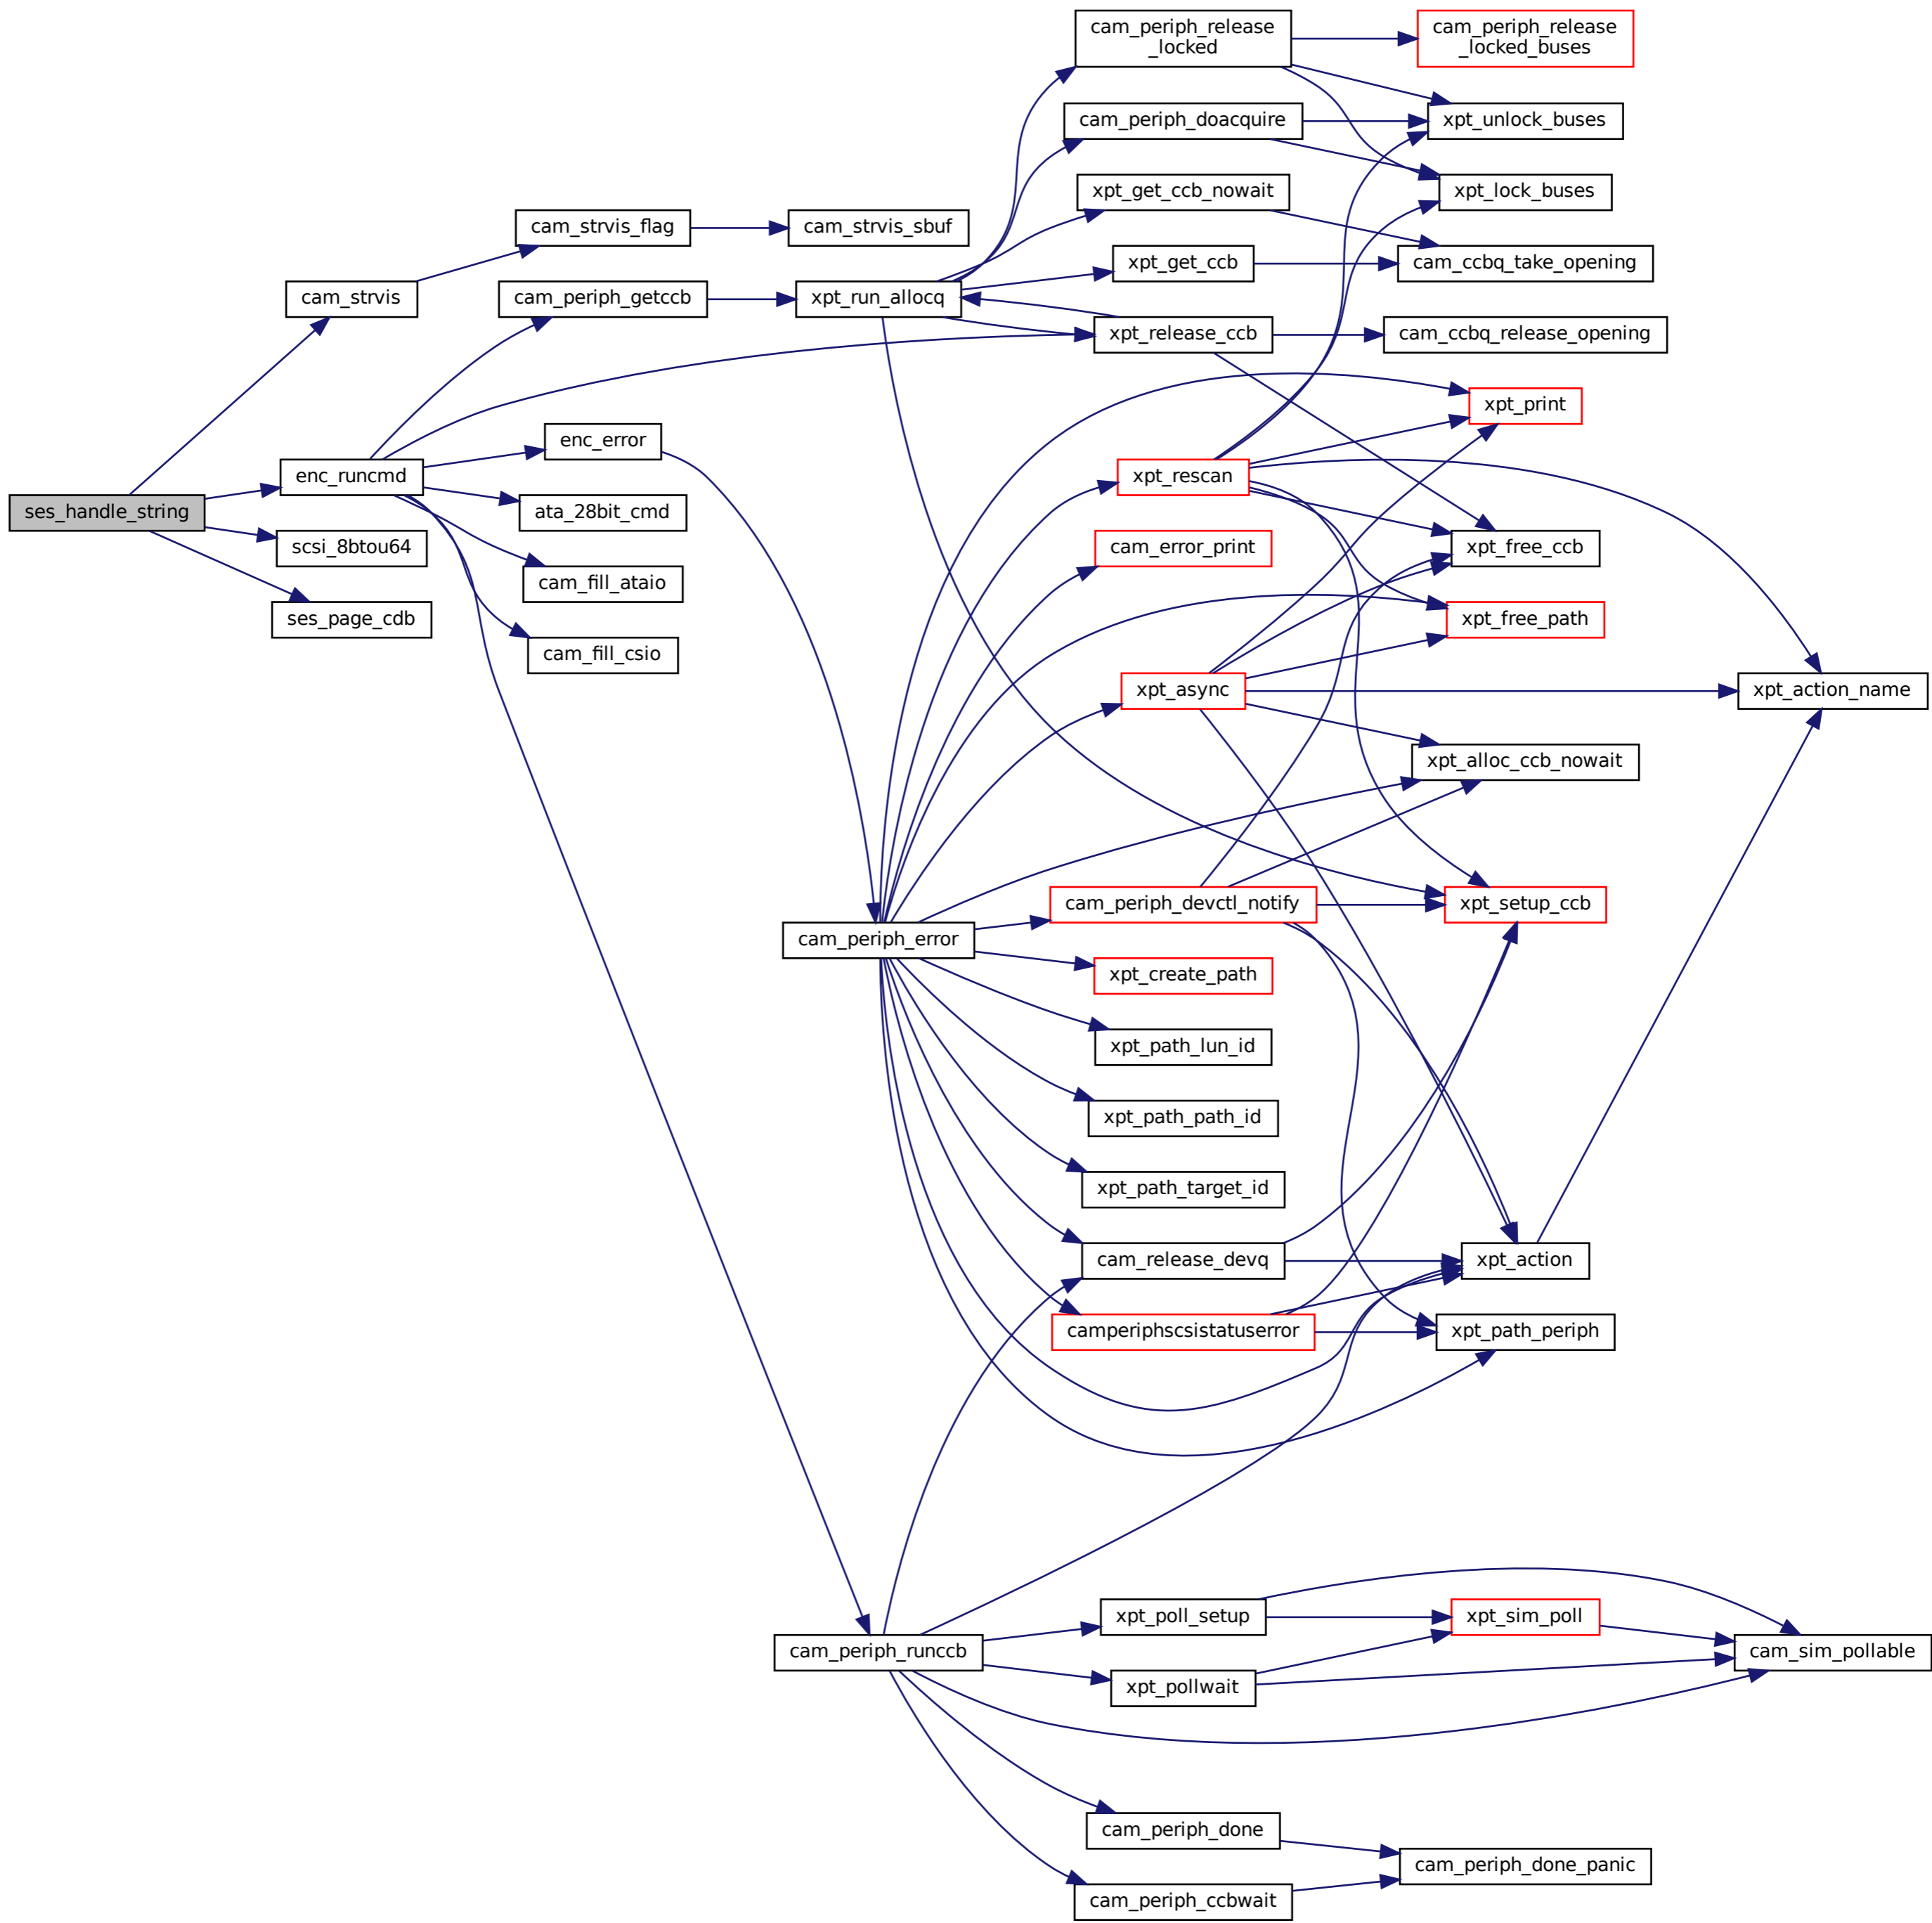 cam_periph_release
_locked
cam_periph_release
_locked_buses
cam_periph_doacquire
xpt_unlock_buses
xpt_get_ccb_nowait
xpt_lock_buses
cam_strvis_flag
cam_strvis_sbuf
xpt_get_ccb
cam_ccbq_take_opening
cam_strvis
cam_periph_getccb
xpt_run_allocq
xpt_release_ccb
cam_ccbq_release_opening
xpt_print
enc_error
enc_runcmd
xpt_rescan
ses_handle_string
ata_28bit_cmd
scsi_8btou64
cam_error_print
xpt_free_ccb
cam_fill_ataio
ses_page_cdb
xpt_free_path
cam_fill_csio
xpt_async
xpt_action_name
xpt_alloc_ccb_nowait
cam_periph_devctl_notify
xpt_setup_ccb
cam_periph_error
xpt_create_path
xpt_path_lun_id
xpt_path_path_id
xpt_path_target_id
cam_release_devq
xpt_action
camperiphscsistatuserror
xpt_path_periph
xpt_poll_setup
xpt_sim_poll
cam_periph_runccb
cam_sim_pollable
xpt_pollwait
cam_periph_done
cam_periph_done_panic
cam_periph_ccbwait